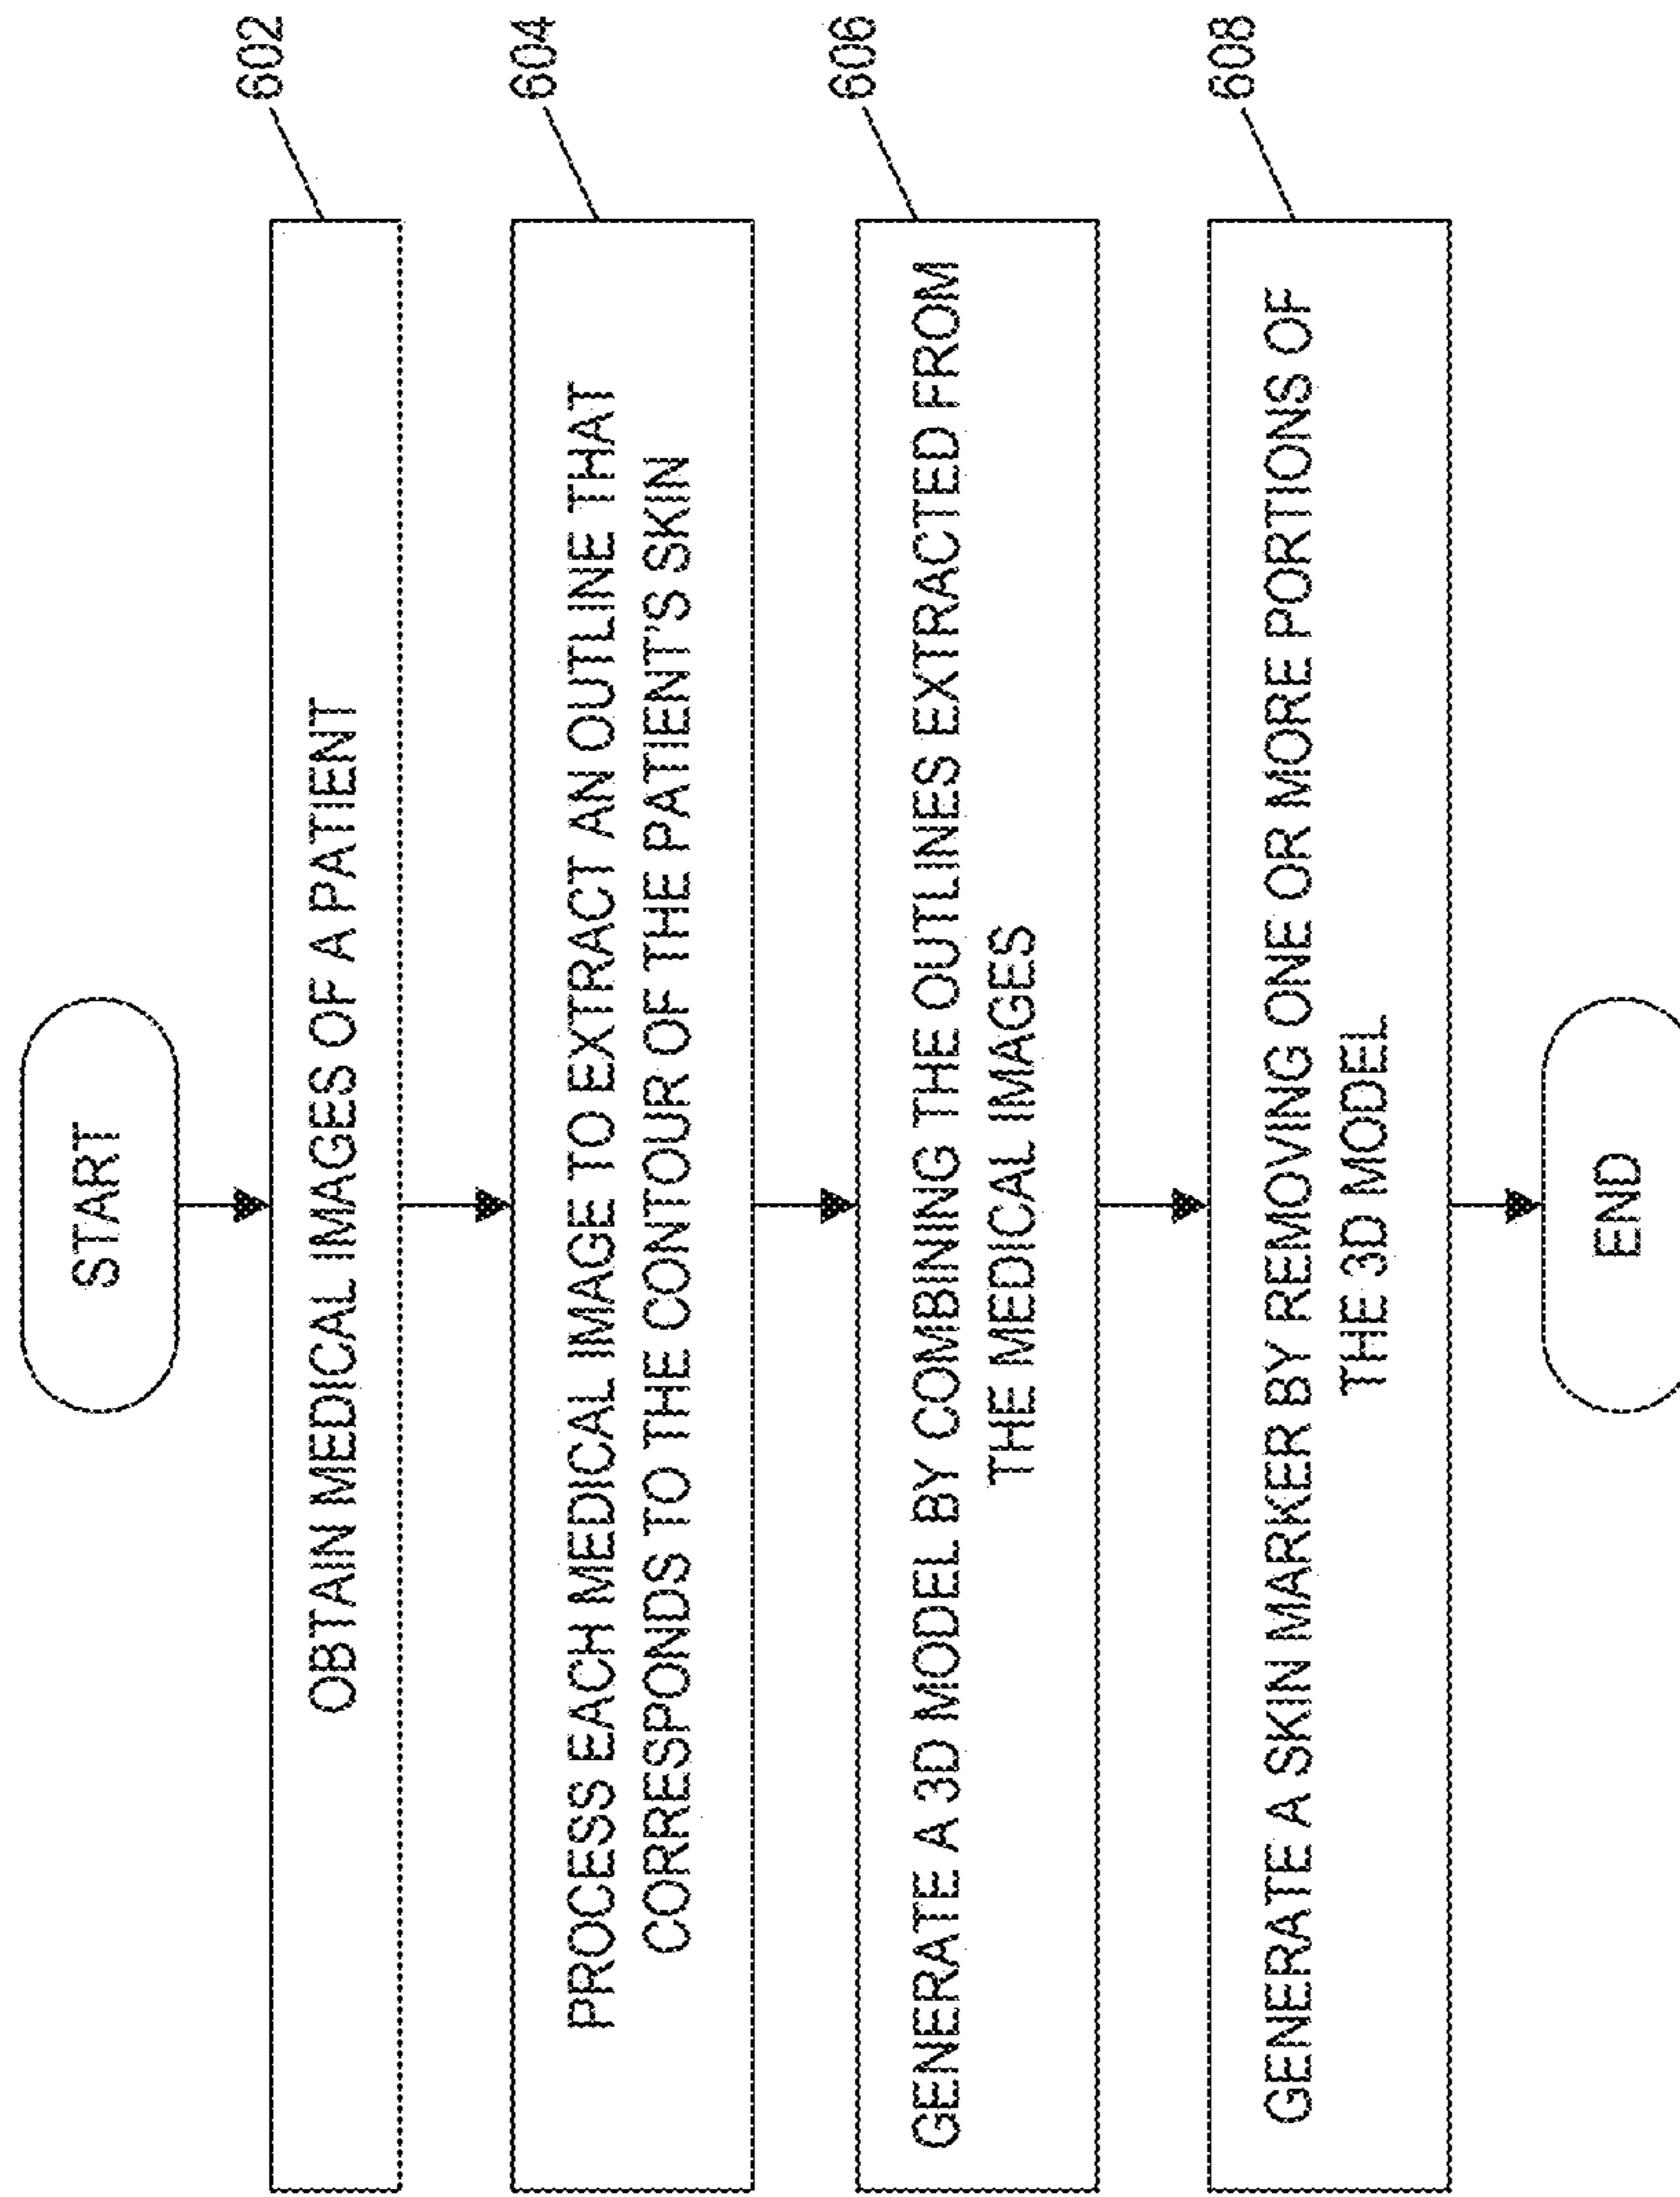 START
602
OBTAIN MEDICAL IMAGES OF A PATIENT
604
PROCESS EACH MEDICAL IMAGE TO EXTRACT AN OUTLINE THAT
CORRESPONDS TO THE CONTOUR OF THE PATIENT'S SKIN
606
GENERATE A 3D MODEL BY COMBINING THE OUTLINES EXTRACTED FROM
THE MEDICAL IMAGES
608
GENERATE A SKIN MARKER BY REMOVING ONE OR MORE PORTIONS OF
THE 3D MODEL
END